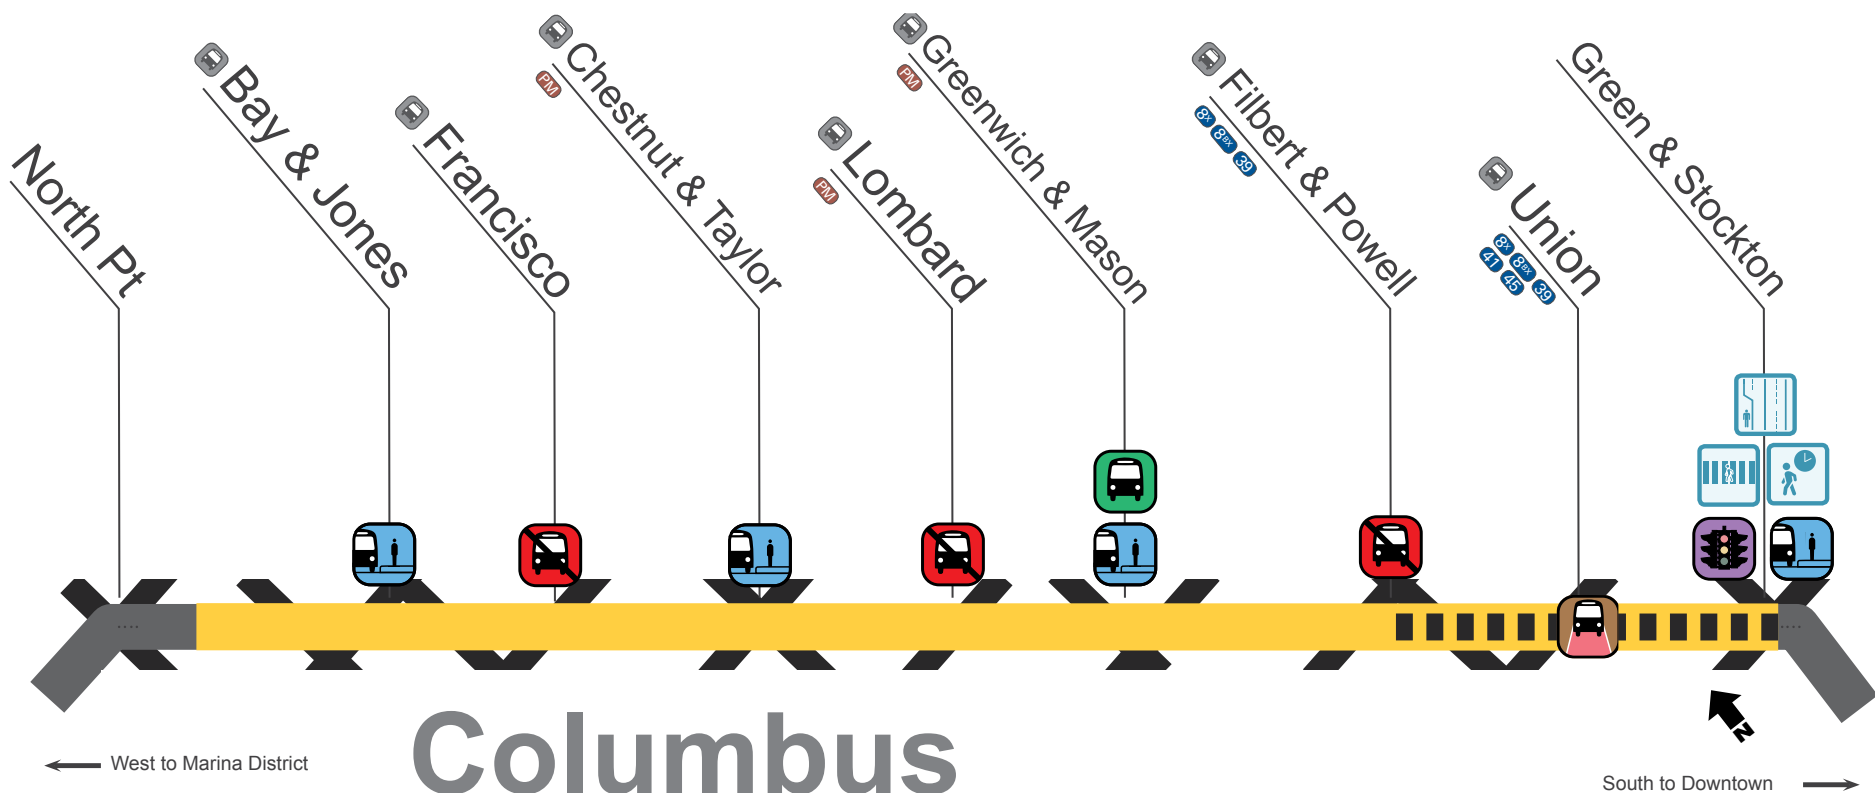 North Pt
Bay & Jones
Francisco
Chestnut & Taylor
PM
Lombard
PM
Greenwich & Mason
PM
Filbert & Powell
8X 8BX 39
Union
8X 8BX 39
41 45
Green & Stockton
N
Columbus
West to Marina District
South to Downtown